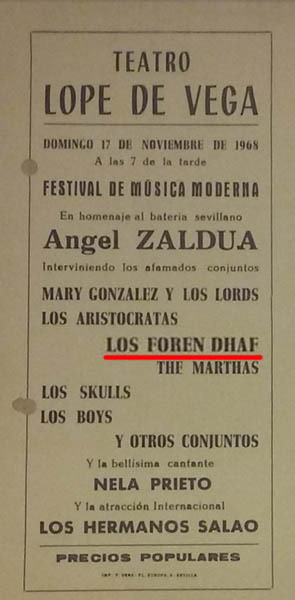 TEATRO
LOPE DE VEGA
DOMINGO 17 DE NOVIEMBRE DE 1968
A las 7 de la tarde
FESTIVAL DE MÚSICA MODERNA
En homenaje al bateria sevillano
Angel ZALDUA
Interviniendo los afamados conjuntos
MARY GONZALEZ Y LOS LORDS
LOS ARISTOCRATAS
LOS FOREN DHAF
THE MARTHAS
LOS SKULLS
LOS BOYS
Y OTROS CONJUNTOS
Y la bellísima cantante
NELA PRIETO
Y la atracción Internacional
LOS HERMANOS SALAO
PRECIOS POPULARES
SEVILLA